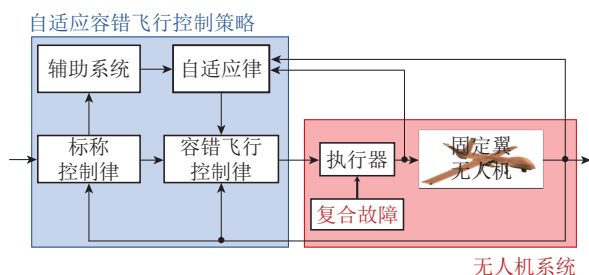 自适应容错飞行控制策略
辅助系统
自适应律
标称
控制律
容错飞行
控制律
执行器
固定翼
无人机
复合故障
无人机系统